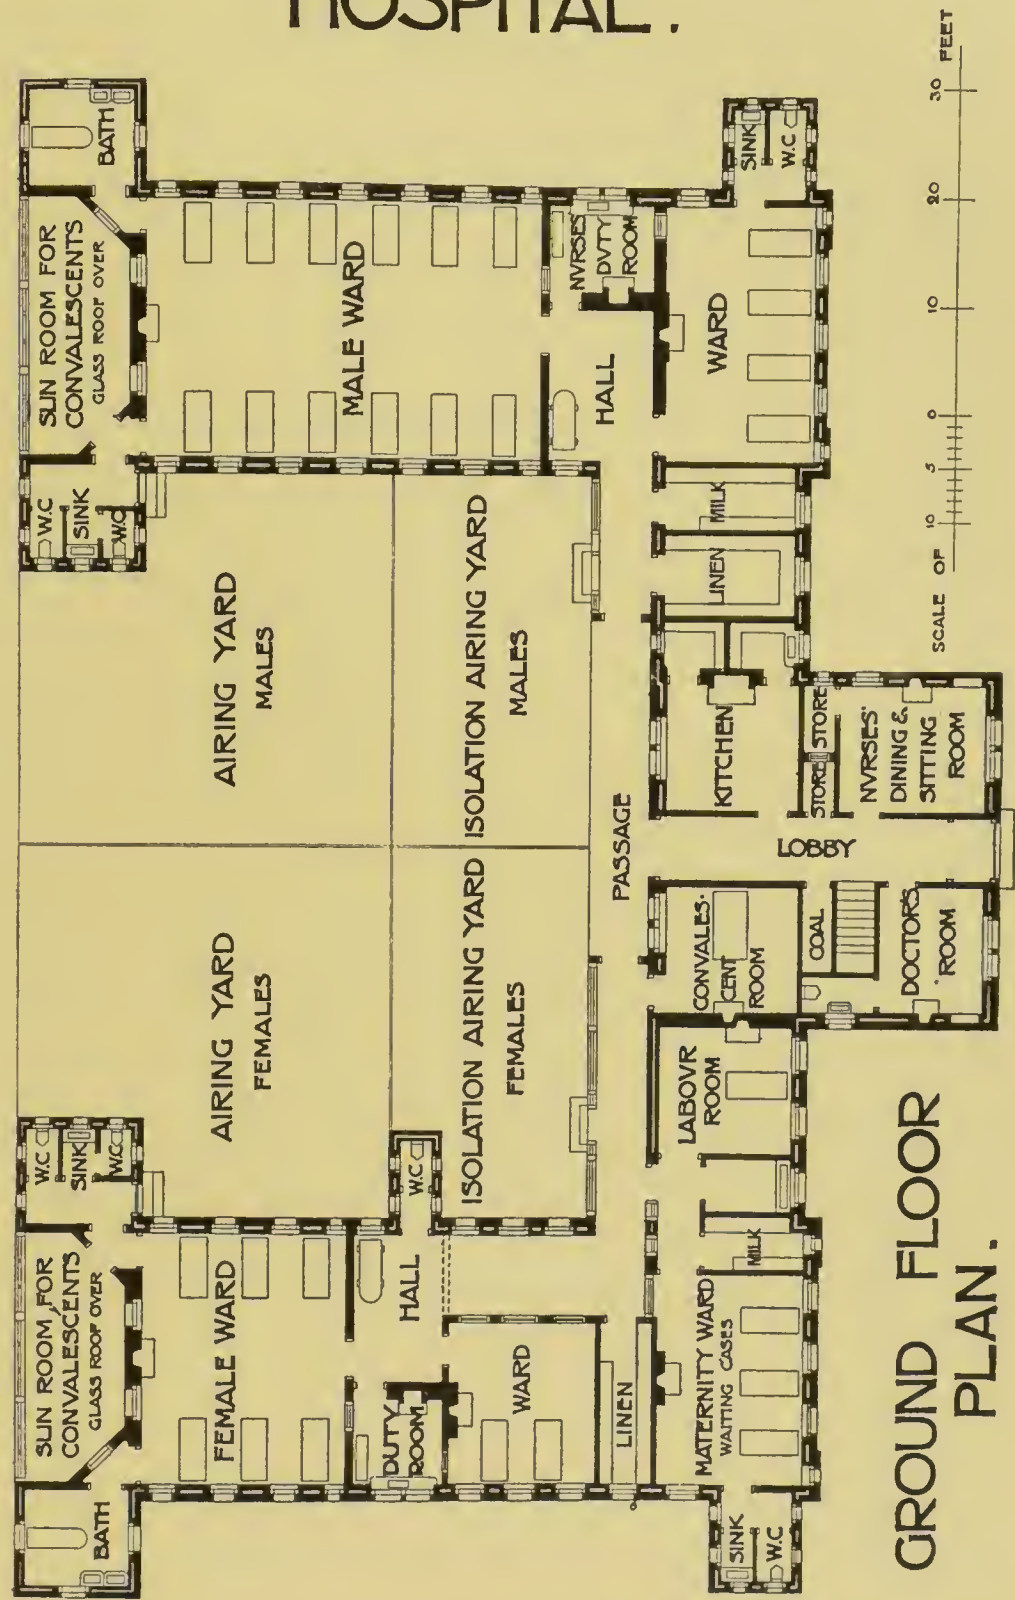 HOSPITAL.
BATH
SUN ROOM FOR
CONVALESCENTS
GLASS ROOF OVER
W.C
SINK
W.C
MALE WARD
NVRSES
DVTY
ROOM
HALL
SINK
W.C
WARD
MILK
LINEN
AIRING YARD
MALES
ISOLATION AIRING YARD
MALES
KITCHEN
STORE
STORE
NVRSES'
DINING &
SITTING
ROOM
PASSAGE
LOBBY
AIRING YARD
FEMALES
ISOLATION AIRING YARD
FEMALES
CONVALES-
CENT
ROOM
COAL
DOCTORS
ROOM
LABOVR
ROOM
W.C
SINK
W.C
W.C
SUN ROOM FOR
CONVALESCENTS
GLASS ROOF OVER
BATH
FEMALE WARD
HALL
DUTY
ROOM
WARD
LINEN
MILK
MATERNITY WARD
WAITING CASES
SINK
W.C
SCALE OF
10 5 0 10 20 30 FEET
GROUND FLOOR
PLAN.